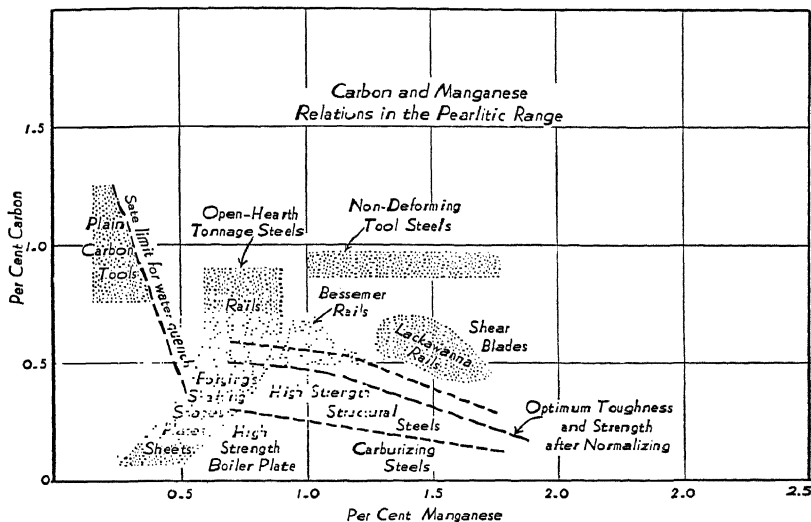 Carbon and Manganese
Relations in the Pearlitic Range
Per Cent Carbon
1.5
1.0
0.5
0
Plain
Carbon
Tools
Safe limit for water quench
Open-Hearth
Tonnage Steels
Non-Deforming
Tool Steels
Rails
Bessemer
Rails
Lackawanna
Rails
Shear
Blades
Forgings
High Strength
Structural
Steels
Plates
Sheets
High
Strength
Boiler Plate
Carburizing
Steels
Optimum Toughness
and Strength
after Normalizing
0.5
1.0
1.5
2.0
2.0
2.5
Per Cent Manganese